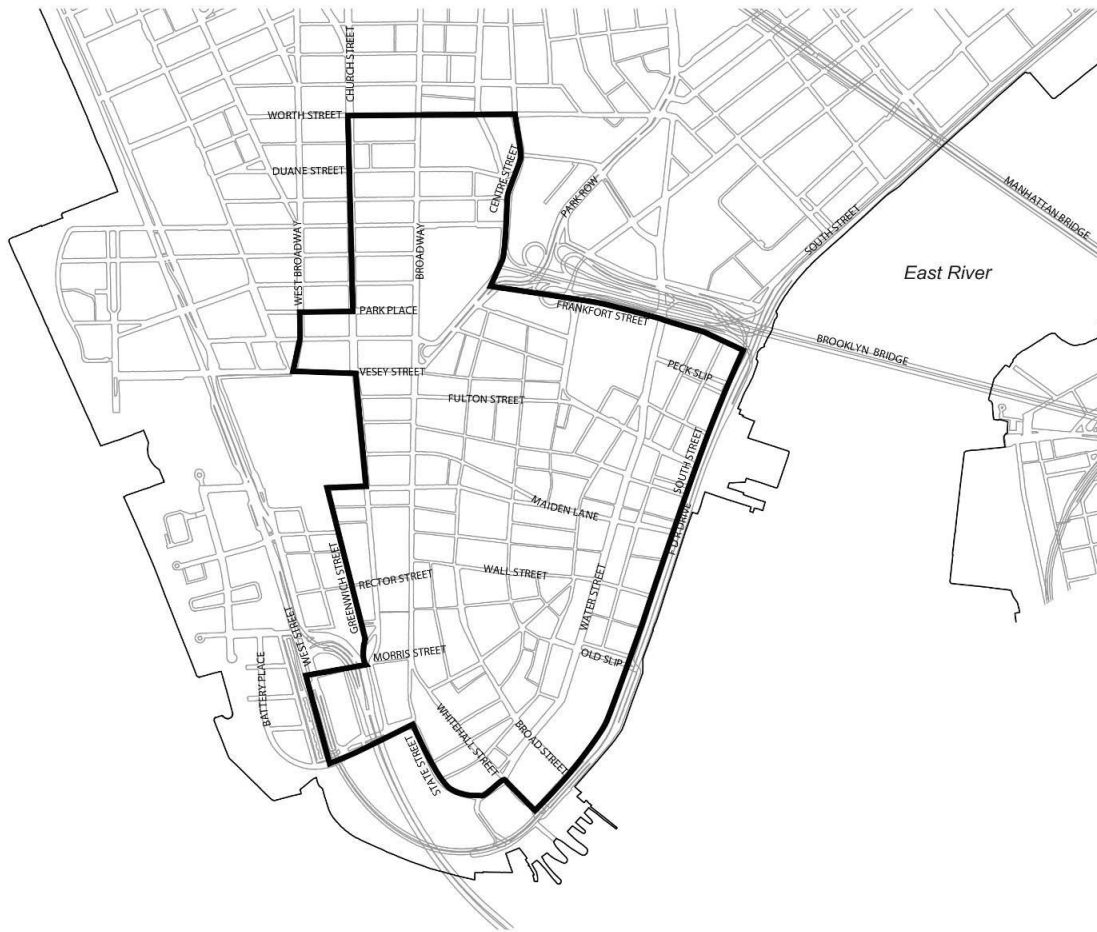 CHURCH STREET
WORTH STREET
DUANE STREET
CENTRE STREET
PARK ROW
MANHATTAN BRIDGE
SOUTH STREET
WEST BROADWAY
BROADWAY
East River
PARK PLACE
FRANKFORT STREET
BROOKLYN BRIDGE
VESEY STREET
PECK SLIP
FULTON STREET
SOUTH STREET
MAIDEN LANE
F D R DRIVE
GREENWICH STREET
RECTOR STREET
WALL STREET
WATER STREET
WEST STREET
MORRIS STREET
OLD SLIP
BATTERY PLACE
WHITEHALL STREET
BROAD STREET
STATE STREET